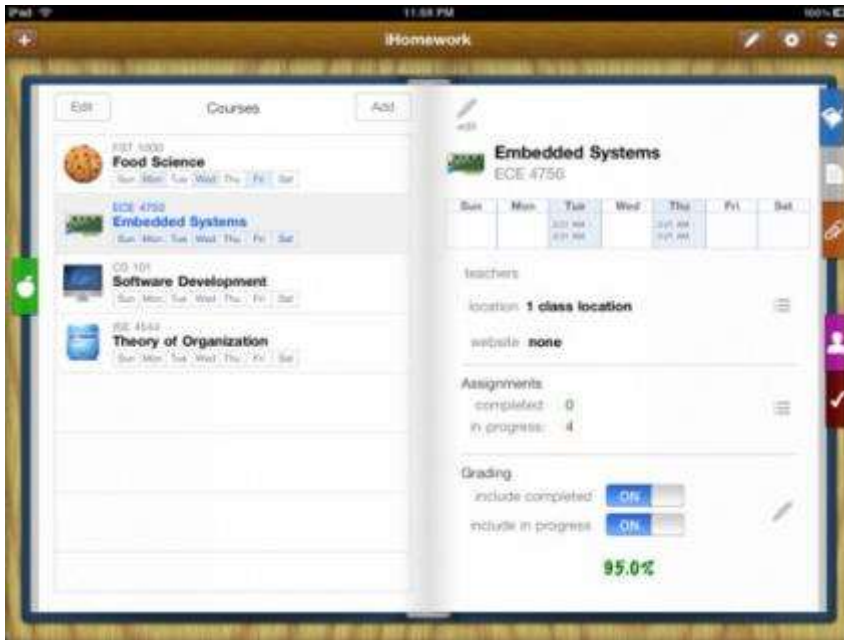 iPad 11:58 PM 100%
iHomework
Edit Courses Add
FST 1000
Food Science
Sun Mon Tue Wed Thu Fri Sat
ECE 4750
Embedded Systems
Sun Mon Tue Wed Thu Fri Sat
CS 101
Software Development
Sun Mon Tue Wed Thu Fri Sat
Theory of Organization
Sun Mon Tue Wed Thu Fri Sat
edit
Embedded Systems
ECE 4750
Sun Mon Tue Wed Thu Fri Sat
teachers
location 1 class location
website none
Assignments
completed: 0
in progress: 4
Grading
include completed ON
include in progress ON
95.0%